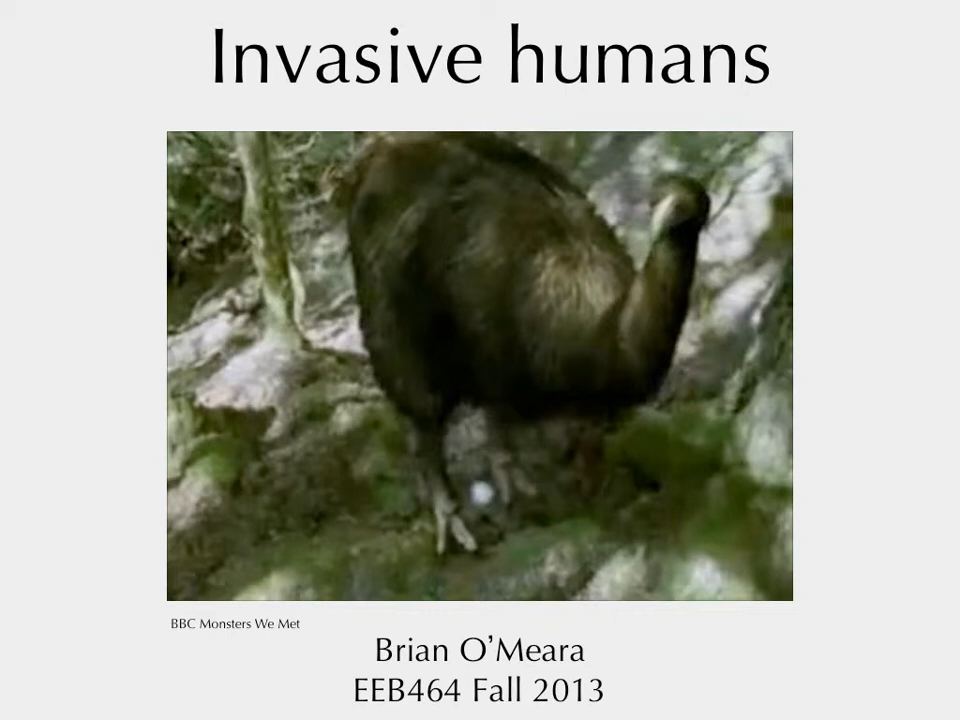 Invasive humans
BBC Monsters We Met
Brian O’Meara
EEB464 Fall 2013